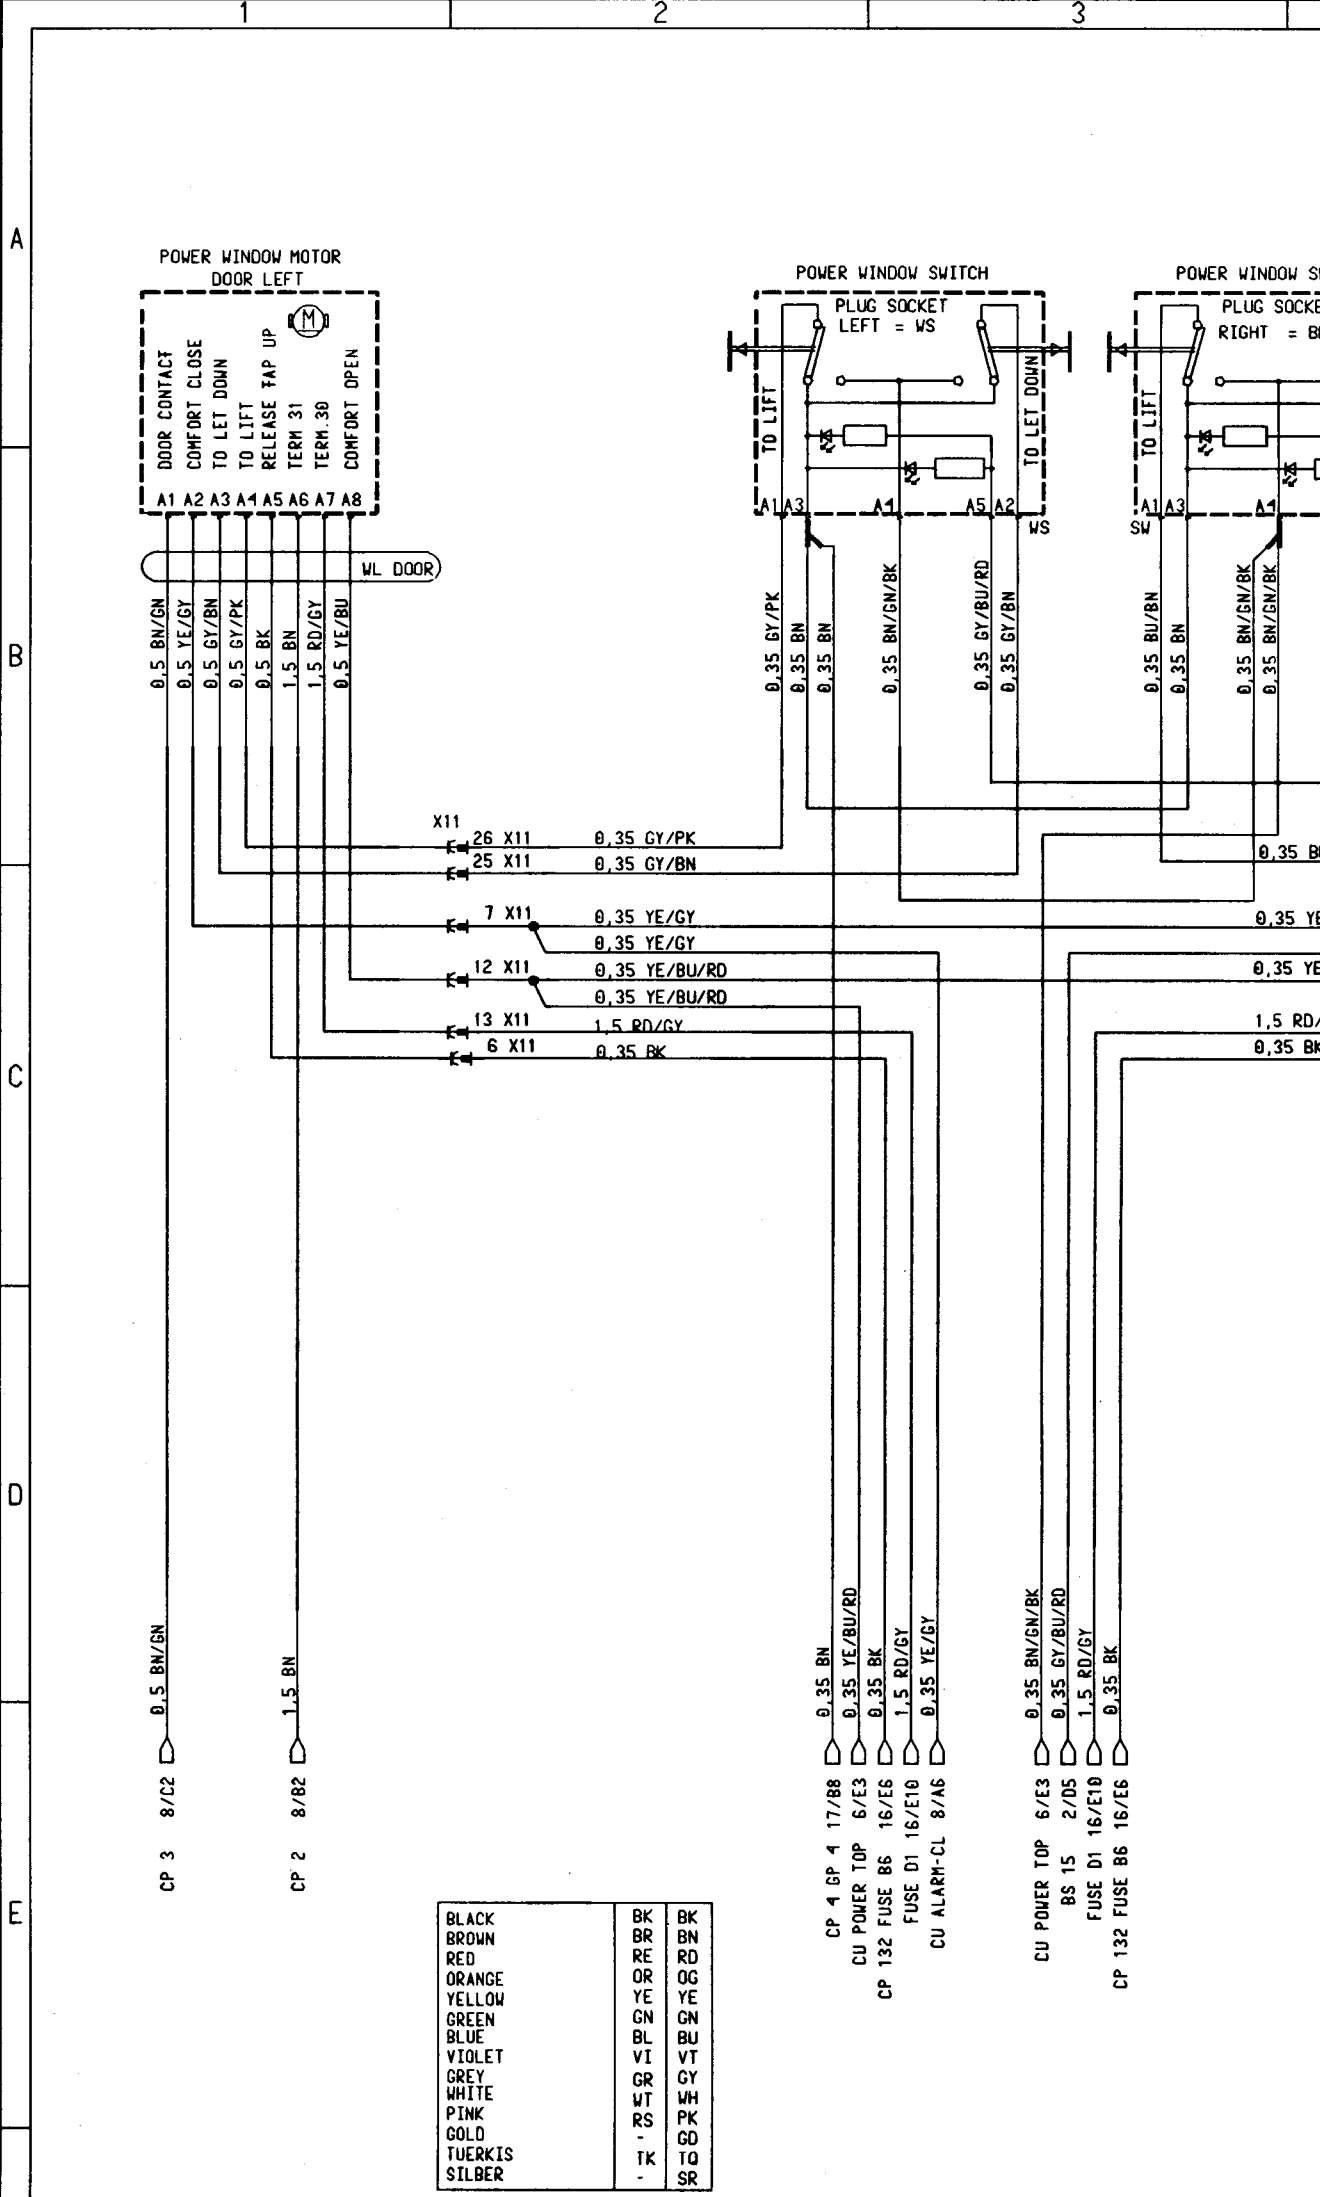 1
2
3
A
B
C
D
E
POWER WINDOW MOTOR
DOOR LEFT
M
DOOR CONTACT
COMFORT CLOSE
TO LET DOWN
TO LIFT
RELEASE TAP UP
TERM 31
TERM.30
COMFORT OPEN
A1 A2 A3 A4 A5 A6 A7 A8
WL DOOR
0,5 BN/GN
0,5 YE/GY
0,5 GY/BN
0,5 GY/PK
0,5 BK
1,5 BN
1,5 RD/GY
0,5 YE/BU
POWER WINDOW SWITCH
PLUG SOCKET
LEFT = WS
TO LIFT
TO LET DOWN
A1 A3 A4 A5 A2
WS
0,35 GY/PK
0,35 BN
0,35 BN
0,35 BN/GN/BK
0,35 GY/BU/RD
0,35 GY/BN
POWER WINDOW
PLUG
RIGHT =
TO LIFT
A1 A3 A4
SW
0,35 BU/BN
0,35 BN
0,35 BN/GN/BK
0,35 BN/GN/BK
X11
26 X11 0,35 GY/PK
25 X11 0,35 GY/BN
7 X11 0,35 YE/GY
0,35 YE/GY
12 X11 0,35 YE/BU/RD
0,35 YE/BU/RD
13 X11 1,5 RD/GY
6 X11 0,35 BK
0,35
0,35 YE
0,35 YE
1,5 RD/
0,35 BK
0,5 BN/GN
1,5 BN
CP 3 8/C2
CP 2 8/B2
0,35 BN
0,35 YE/BU/RD
0,35 BK
1,5 RD/GY
0,35 YE/GY
CP 4 GP 4 17/B8
CU POWER TOP 6/E3
CP 132 FUSE B6 16/E6
FUSE D1 16/E10
CU ALARM-CL 8/A6
0,35 BN/GN/BK
0,35 GY/BU/RD
1,5 RD/GY
0,35 BK
CU POWER TOP 6/E3
BS 15 2/D5
FUSE D1 16/E10
CP 132 FUSE B6 16/E6
BLACK BK BK
BROWN BR BN
RED RE RD
ORANGE OR OG
YELLOW YE YE
GREEN GN GN
BLUE BL BU
VIOLET VI VT
GREY GR GY
WHITE WT WH
PINK RS PK
GOLD - GD
TUERKIS TK TQ
SILBER - SR